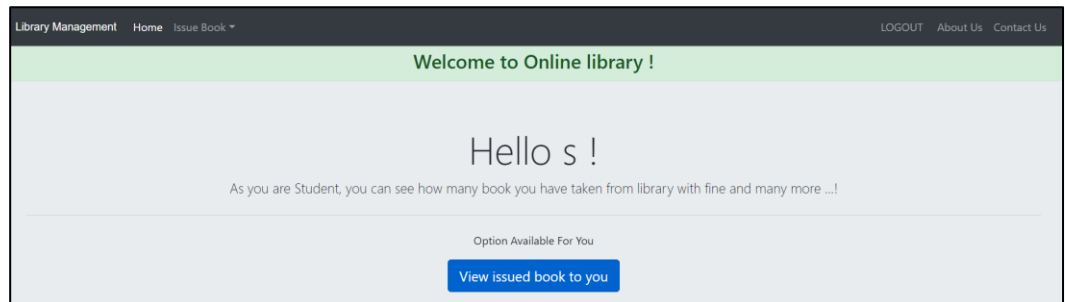 Library Management Home Issue Book LOGOUT About Us Contact Us
Welcome to Online library !
Hello s !
As you are Student, you can see how many book you have taken from library with fine and many more ...!
Option Available For You
View issued book to you